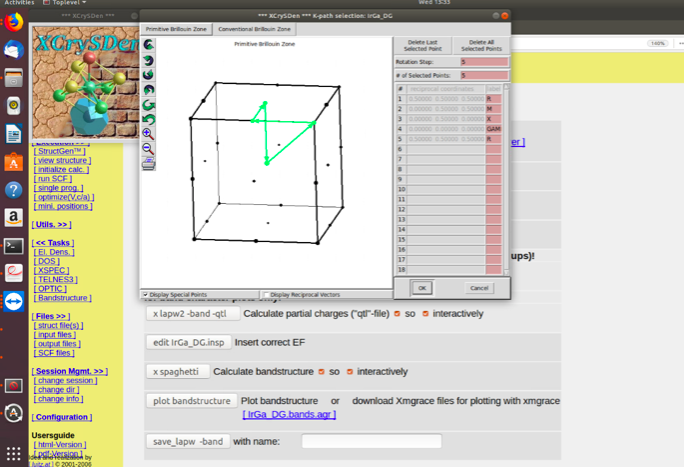 Activities Toplevel Wed 15:33
*** XCrySDen ***
*** XCrySDen *** K-path selection: IrGa_DG
Primitive Brillouin Zone Conventional Brillouin Zone
Primitive Brillouin Zone
XCrySDen
Delete Last Selected Point
Delete All Selected Points
Rotation Step: 5
# of Selected Points: 5
# reciprocal coordinates Label
1 0.50000 0.50000 0.50000 R
2 0.50000 0.50000 0.50000 M
3 0.50000 0.50000 0.50000 X
4 0.50000 0.50000 0.50000 GAM
5 0.50000 0.50000 0.50000 R
6
7
8
9
10
11
12
13
14
15
16
17
18
Display Special Points Display Reciprocal Vectors
OK Cancel
140%
er ]
ups)!
[ Execution >> ]
[ StructGen™ ]
[ view structure ]
[ initialize calc. ]
[ run SCF ]
[ single prog. ]
[ optimize(V,c/a) ]
[ mini. positions ]
[ Utils. >> ]
[ << Tasks ]
[ El. Dens. ]
[ DOS ]
[ XSPEC ]
[ TELNES3 ]
[ OPTIC ]
[ Bandstructure ]
[ Files >> ]
[ struct file(s) ]
[ input files ]
[ output files ]
[ SCF files ]
[ Session Mgmt. >> ]
[ change session ]
[ change dir ]
[ change info ]
[ Configuration ]
Usersguide
[ html-Version ]
[ pdf-Version ]
Idea and realization by
[ luitz.at ] © 2001-2006
x lapw2 -band -qtl Calculate partial charges ("qtl"-file) so interactively
edit IrGa_DG.insp Insert correct EF
x spaghetti Calculate bandstructure so interactively
plot bandstructure Plot bandstructure or download Xmgrace files for plotting with xmgrace
[ IrGa_DG.bands.agr ]
save_lapw -band with name: